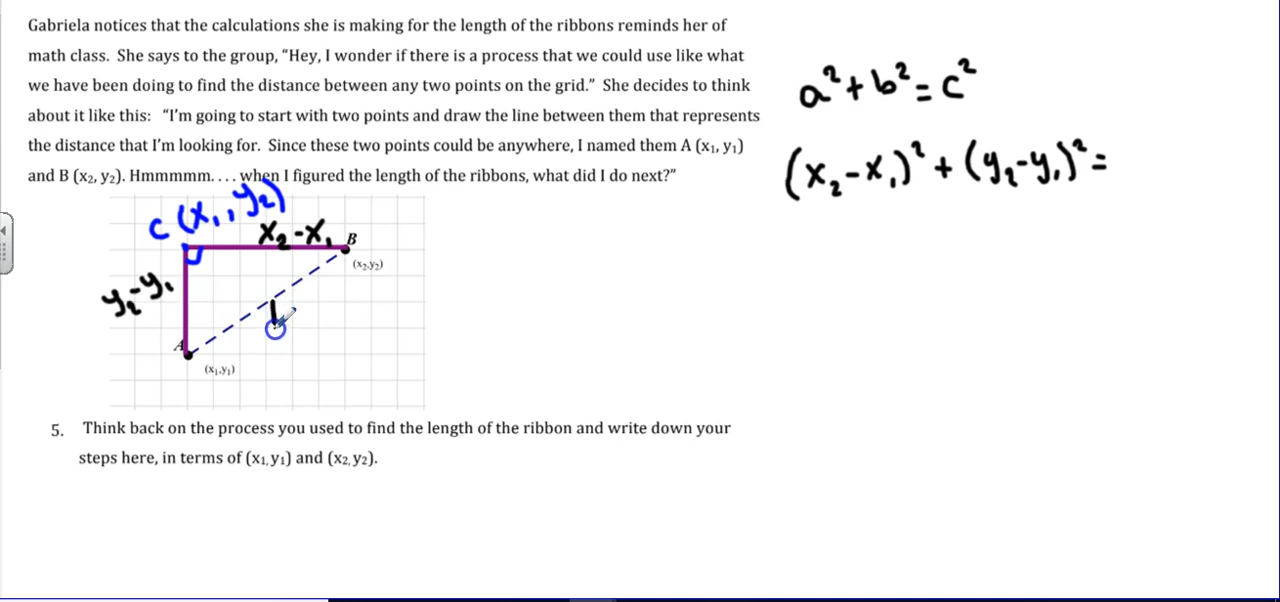 Gabriela notices that the calculations she is making for the length of the ribbons reminds her of
math class. She says to the group, “Hey, I wonder if there is a process that we could use like what
we have been doing to find the distance between any two points on the grid.” She decides to think
about it like this: “I’m going to start with two points and draw the line between them that represents
the distance that I’m looking for. Since these two points could be anywhere, I named them A (x₁, y₁)
and B (x₂, y₂). Hmmmmm. . . . when I figured the length of the ribbons, what did I do next?”
a² + b² = c²
(x₂-x₁)² + (y₂-y₁)² =
C (x₁, y₂)
x₂-x₁
B
(x₂,y₂)
y₂-y₁
A
(x₁,y₁)
5. Think back on the process you used to find the length of the ribbon and write down your
steps here, in terms of (x₁,y₁) and (x₂,y₂).